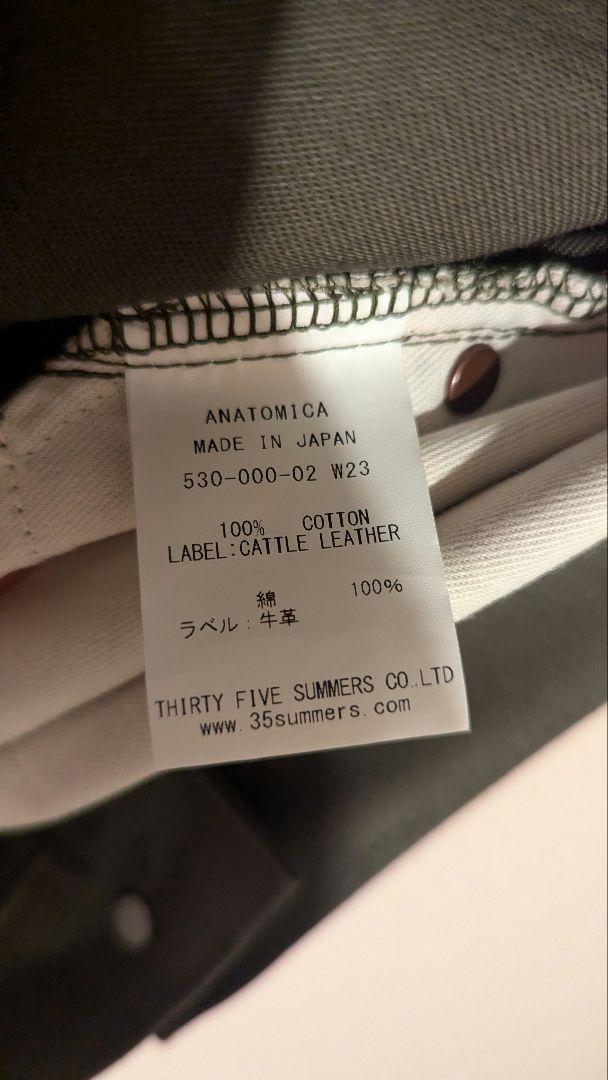 ANATOMICA
MADE IN JAPAN
530-000-02 W23
100% COTTON
LABEL:CATTLE LEATHER
綿 100%
ラベル:牛革
THIRTY FIVE SUMMERS CO.,LTD
www.35summers.com